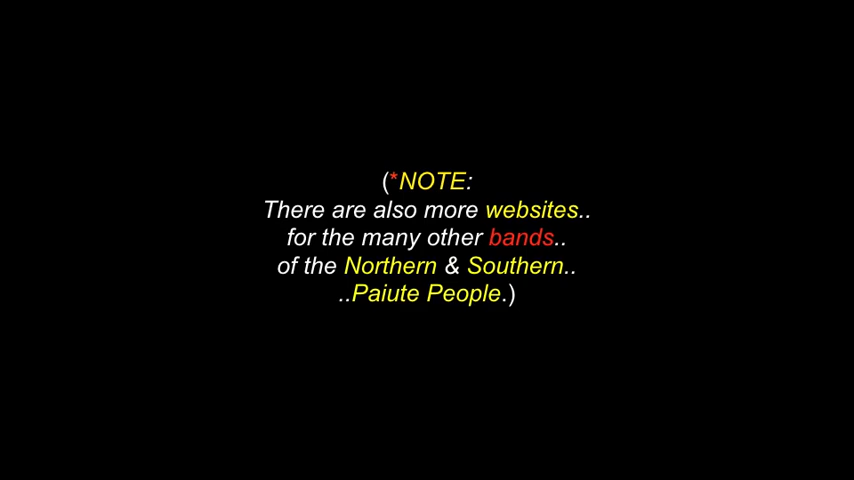 (*NOTE:
There are also more websites..
for the many other bands..
of the Northern & Southern..
..Paiute People.)